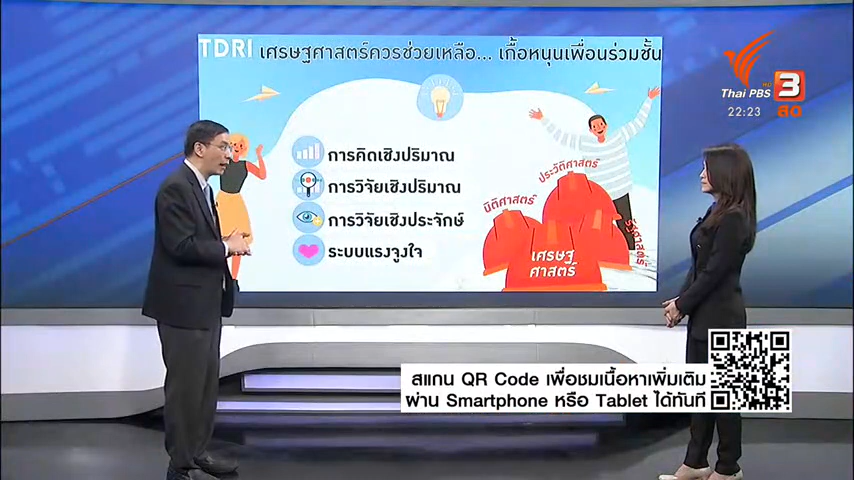 TDRI เศรษฐศาสตร์ควรช่วยเหลือ... เกื้อหนุนเพื่อนร่วมชั้น
การคิดเชิงปริมาณ
การวิจัยเชิงปริมาณ
การวิจัยเชิงประจักษ์
ระบบแรงจูงใจ
ประวัติศาสตร์
นิติศาสตร์
รัฐศาสตร์
เศรษฐ
ศาสตร์
Thai PBS
3
22:23
สด
สแกน QR Code เพื่อชมเนื้อหาเพิ่มเติม
ผ่าน Smartphone หรือ Tablet ได้ทันที